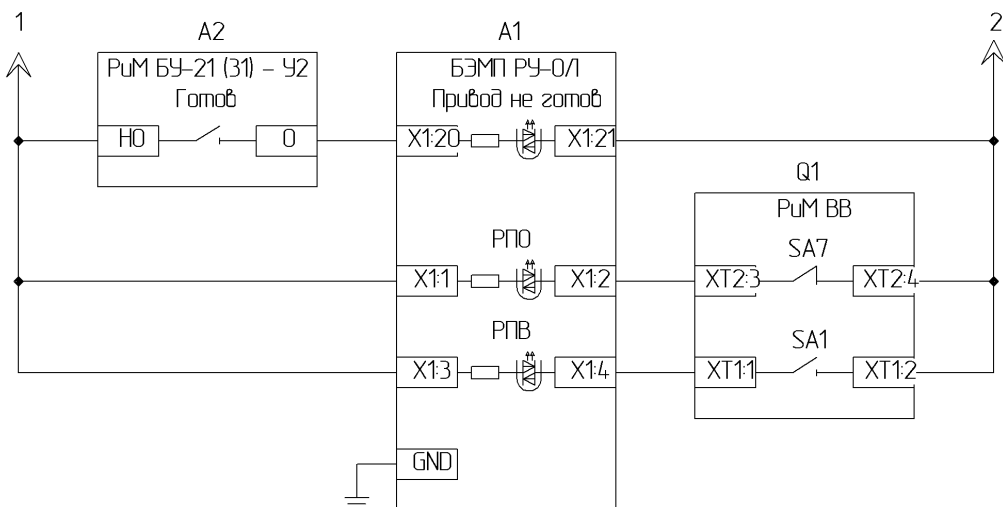 1
2
A2
A1
РиМ БУ-21 (31) - У2
Готов
БЭМП РУ-ОЛ
Привод не готов
НО
О
X1:20
X1:21
Q1
РиМ ВВ
РПО
SA7
X1:1
X1:2
XT2:3
XT2:4
РПВ
SA1
X1:3
X1:4
XT1:1
XT1:2
GND